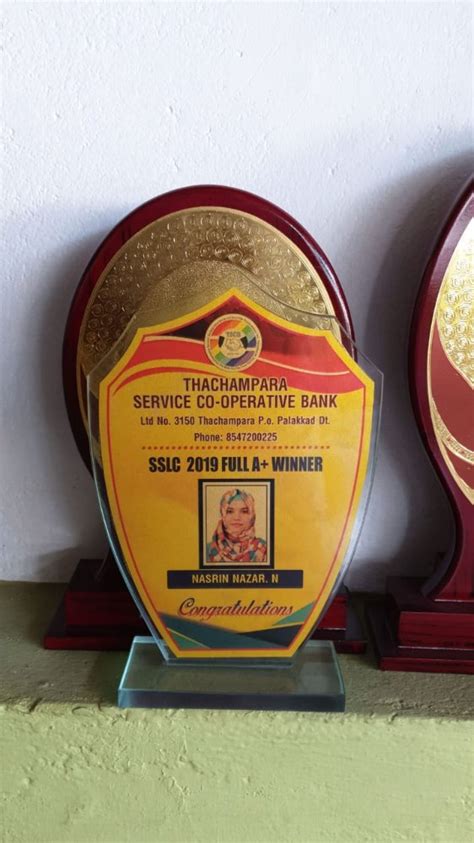 THACHAMPARA
SERVICE CO-OPERATIVE BANK
Ltd No. 3150 Thachampara P.o. Palakkad Dt.
Phone: 8547200225
SSLC 2019 FULL A+ WINNER
NASRIN NAZAR. N
Congratulations